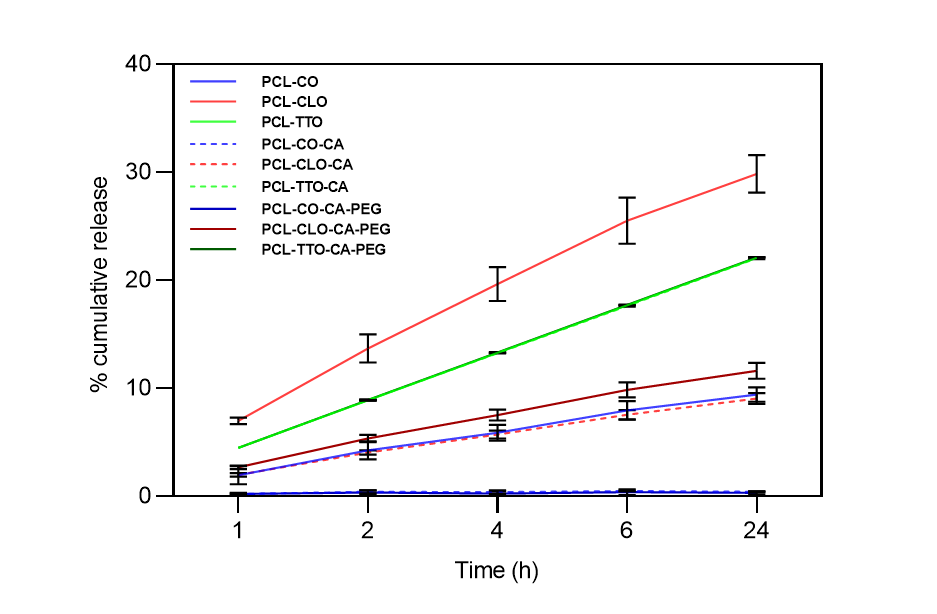 % cumulative release
40
30
20
10
0
PCL-CO
PCL-CLO
PCL-TTO
PCL-CO-CA
PCL-CLO-CA
PCL-TTO-CA
PCL-CO-CA-PEG
PCL-CLO-CA-PEG
PCL-TTO-CA-PEG
1 2 4 6 24
Time (h)